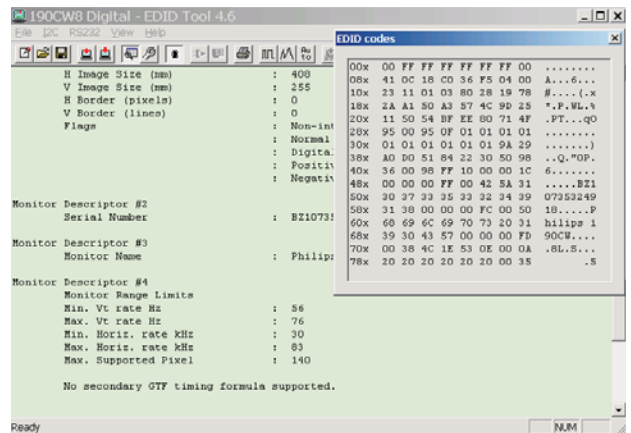 190CW8 Digital - EDID Tool 4.6
File I2C RS232 View Help
H Image Size (mm) : 408
V Image Size (mm) : 255
H Border (pixels) : 0
V Border (lines) : 0
Flags : Non-int
Normal
Digital
Positiv
Negativ
Monitor Descriptor #2
Serial Number : BZ10735
Monitor Descriptor #3
Monitor Name : Philips
Monitor Descriptor #4
Monitor Range Limits
Min. Vt rate Hz : 56
Max. Vt rate Hz : 76
Min. Horiz. rate kHz : 30
Max. Horiz. rate kHz : 83
Max. Supported Pixel : 140
No secondary GTF timing formula supported.
Ready NUM
EDID codes
00x 00 FF FF FF FF FF FF 00 ........
08x 41 0C 18 C0 36 F5 04 00 A...6...
10x 23 11 01 03 80 28 19 78 #....(.x
18x 2A A1 50 A3 57 4C 9D 25 *.P.WL.%
20x 11 50 54 BF EE 80 71 4F .PT...qO
28x 95 00 95 0F 01 01 01 01 ........
30x 01 01 01 01 01 01 9A 29 .......)
38x A0 D0 51 84 22 30 50 98 ..Q."0P.
40x 36 00 98 FF 10 00 00 1C 6.......
48x 00 00 00 FF 00 42 5A 31 .....BZ1
50x 30 37 33 35 33 32 34 39 07353249
58x 31 38 00 00 00 FC 00 50 18.....P
60x 68 69 6C 69 70 73 20 31 hilips 1
68x 39 30 43 57 00 00 00 FD 90CW....
70x 00 38 4C 1E 53 0E 00 0A .8L.S...
78x 20 20 20 20 20 20 00 35 .5